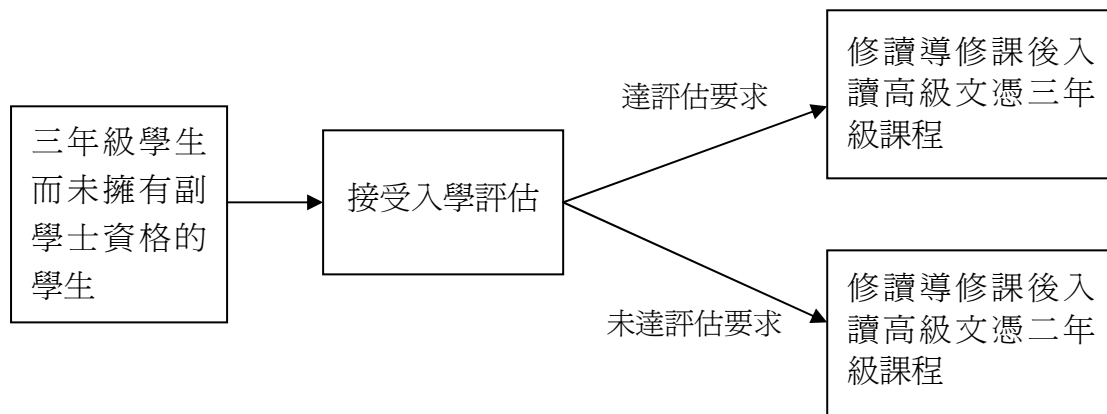 三年級學生
而未擁有副
學士資格的
學生
接受入學評估
達評估要求
修讀導修課後入
讀高級文憑三年
級課程
未達評估要求
修讀導修課後入
讀高級文憑二年
級課程